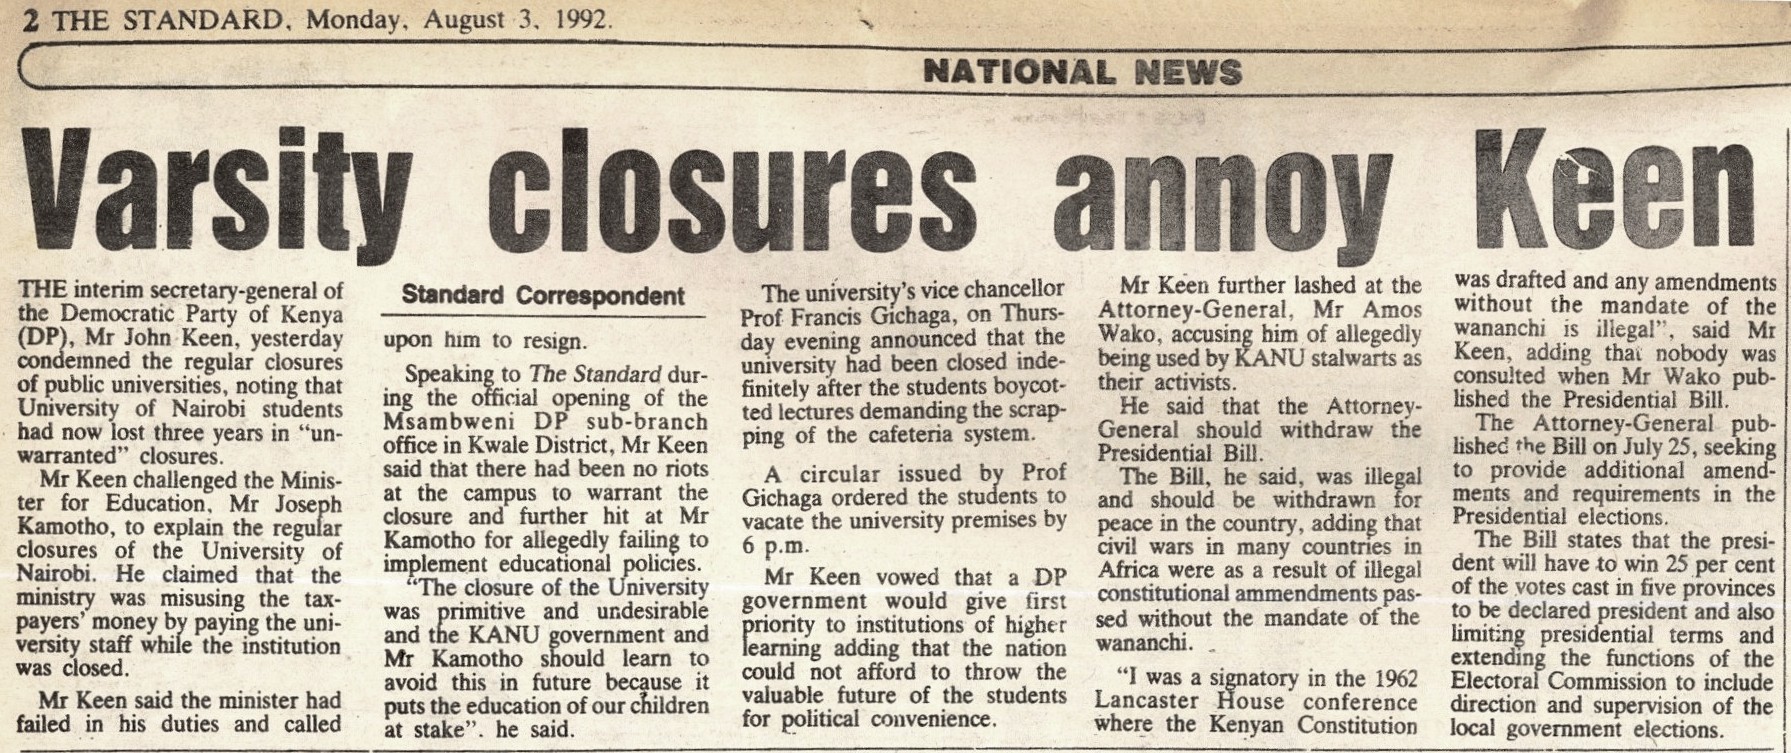 2 THE STANDARD, Monday, August 3, 1992.
NATIONAL NEWS
Varsity closures annoy Keen
THE interim secretary-general of
the Democratic Party of Kenya
(DP), Mr John Keen, yesterday
condemned the regular closures
of public universities, noting that
University of Nairobi students
had now lost three years in "un-
warranted" closures.
Mr Keen challenged the Minis-
ter for Education, Mr Joseph
Kamotho, to explain the regular
closures of the University of
Nairobi. He claimed that the
ministry was misusing the tax-
payers' money by paying the uni-
versity staff while the institution
was closed.
Mr Keen said the minister had
failed in his duties and called
Standard Correspondent
upon him to resign.
Speaking to The Standard dur-
ing the official opening of the
Msambweni DP sub-branch
office in Kwale District, Mr Keen
said that there had been no riots
at the campus to warrant the
closure and further hit at Mr
Kamotho for allegedly failing to
implement educational policies.
"The closure of the University
was primitive and undesirable
and the KANU government and
Mr Kamotho should learn to
avoid this in future because it
puts the education of our children
at stake". he said.
The university's vice chancellor
Prof Francis Gichaga, on Thurs-
day evening announced that the
university had been closed inde-
finitely after the students boycot-
ted lectures demanding the scrap-
ping of the cafeteria system.
A circular issued by Prof
Gichaga ordered the students to
vacate the university premises by
6 p.m.
Mr Keen vowed that a DP
government would give first
priority to institutions of higher
learning adding that the nation
could not afford to throw the
valuable future of the students
for political convenience.
Mr Keen further lashed at the
Attorney-General, Mr Amos
Wako, accusing him of allegedly
being used by KANU stalwarts as
their activists.
He said that the Attorney-
General should withdraw the
Presidential Bill.
The Bill, he said, was illegal
and should be withdrawn for
peace in the country, adding that
civil wars in many countries in
Africa were as a result of illegal
constitutional ammendments pas-
sed without the mandate of the
wananchi.
"I was a signatory in the 1962
Lancaster House conference
where the Kenyan Constitution
was drafted and any amendments
without the mandate of the
wananchi is illegal", said Mr
Keen, adding that nobody was
consulted when Mr Wako pub-
lished the Presidential Bill.
The Attorney-General pub-
lished the Bill on July 25, seeking
to provide additional amend-
ments and requirements in the
Presidential elections.
The Bill states that the presi-
dent will have to win 25 per cent
of the votes cast in five provinces
to be declared president and also
limiting presidential terms and
extending the functions of the
Electoral Commission to include
direction and supervision of the
local government elections.